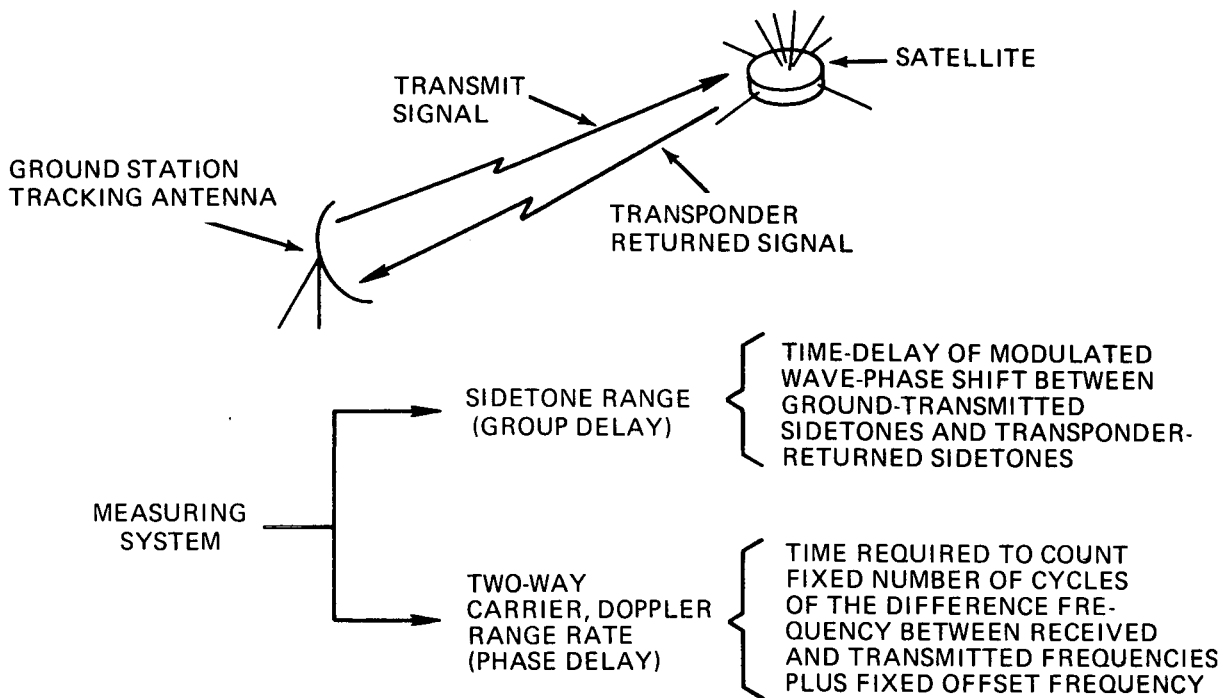 SATELLITE
TRANSMIT
SIGNAL
GROUND STATION
TRACKING ANTENNA
TRANSPONDER
RETURNED SIGNAL
SIDETONE RANGE
(GROUP DELAY)
TIME-DELAY OF MODULATED
WAVE-PHASE SHIFT BETWEEN
GROUND-TRANSMITTED
SIDETONES AND TRANSPONDER-
RETURNED SIDETONES
MEASURING
SYSTEM
TWO-WAY
CARRIER, DOPPLER
RANGE RATE
(PHASE DELAY)
TIME REQUIRED TO COUNT
FIXED NUMBER OF CYCLES
OF THE DIFFERENCE FRE-
QUENCY BETWEEN RECEIVED
AND TRANSMITTED FREQUENCIES
PLUS FIXED OFFSET FREQUENCY